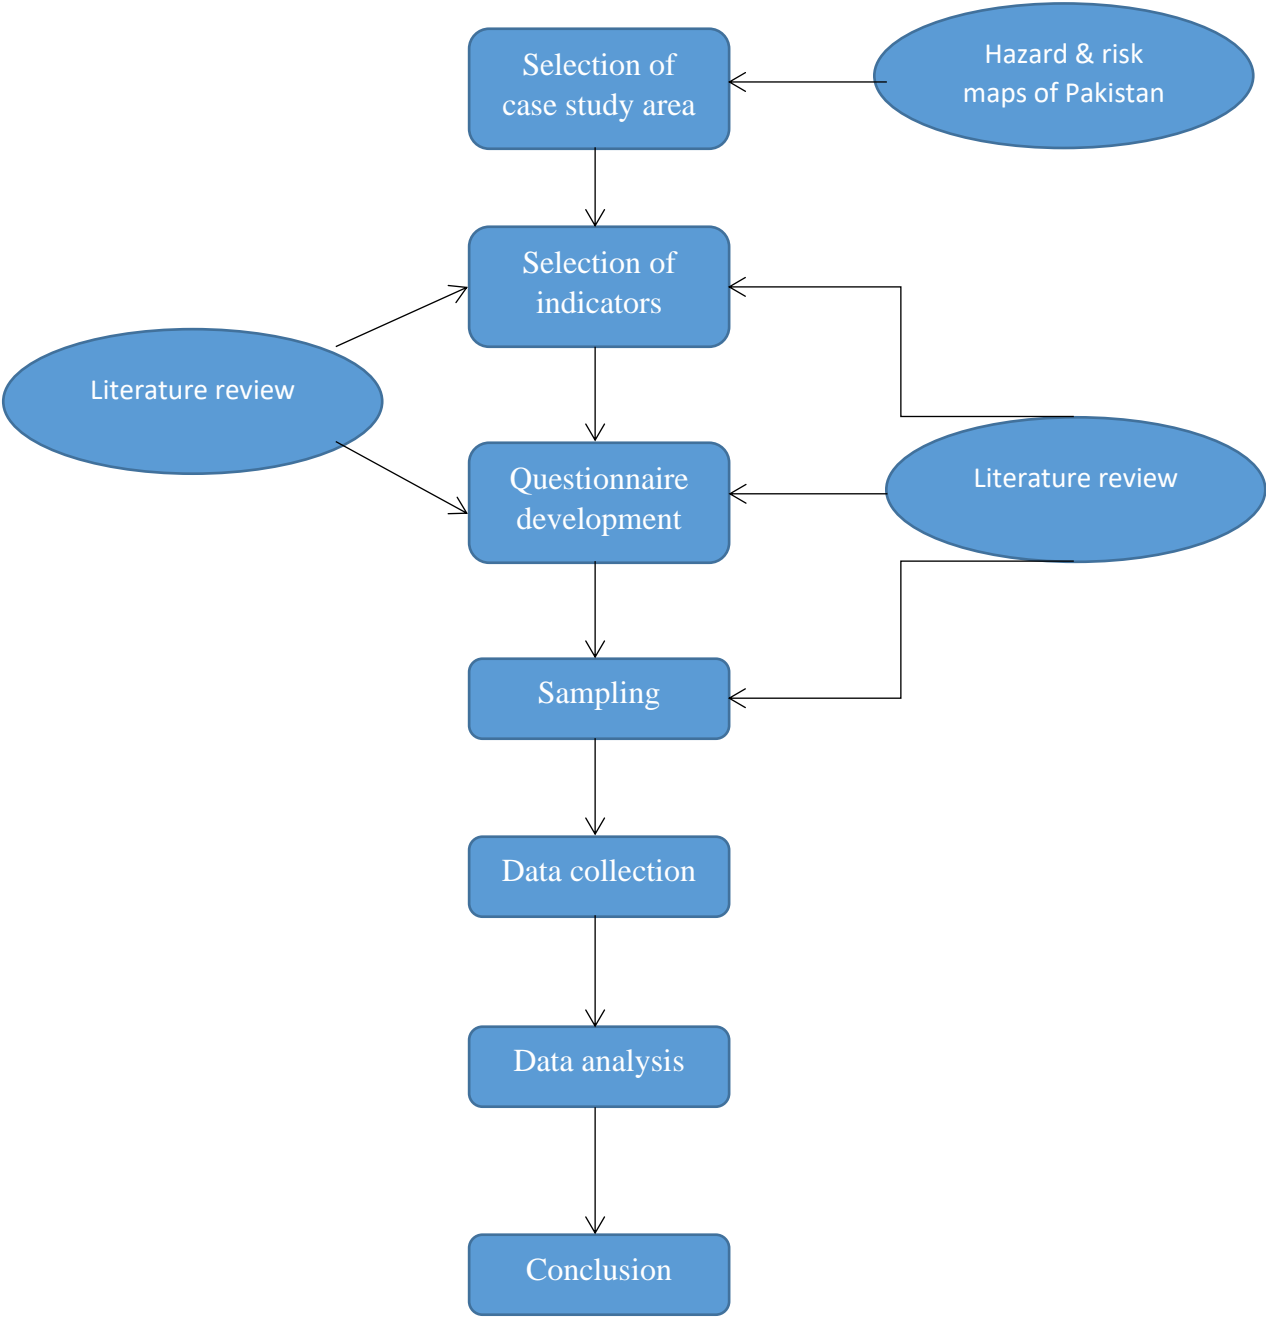 Selection of
case study area
Hazard & risk
maps of Pakistan
Selection of
indicators
Literature review
Questionnaire
development
Literature review
Sampling
Data collection
Data analysis
Conclusion